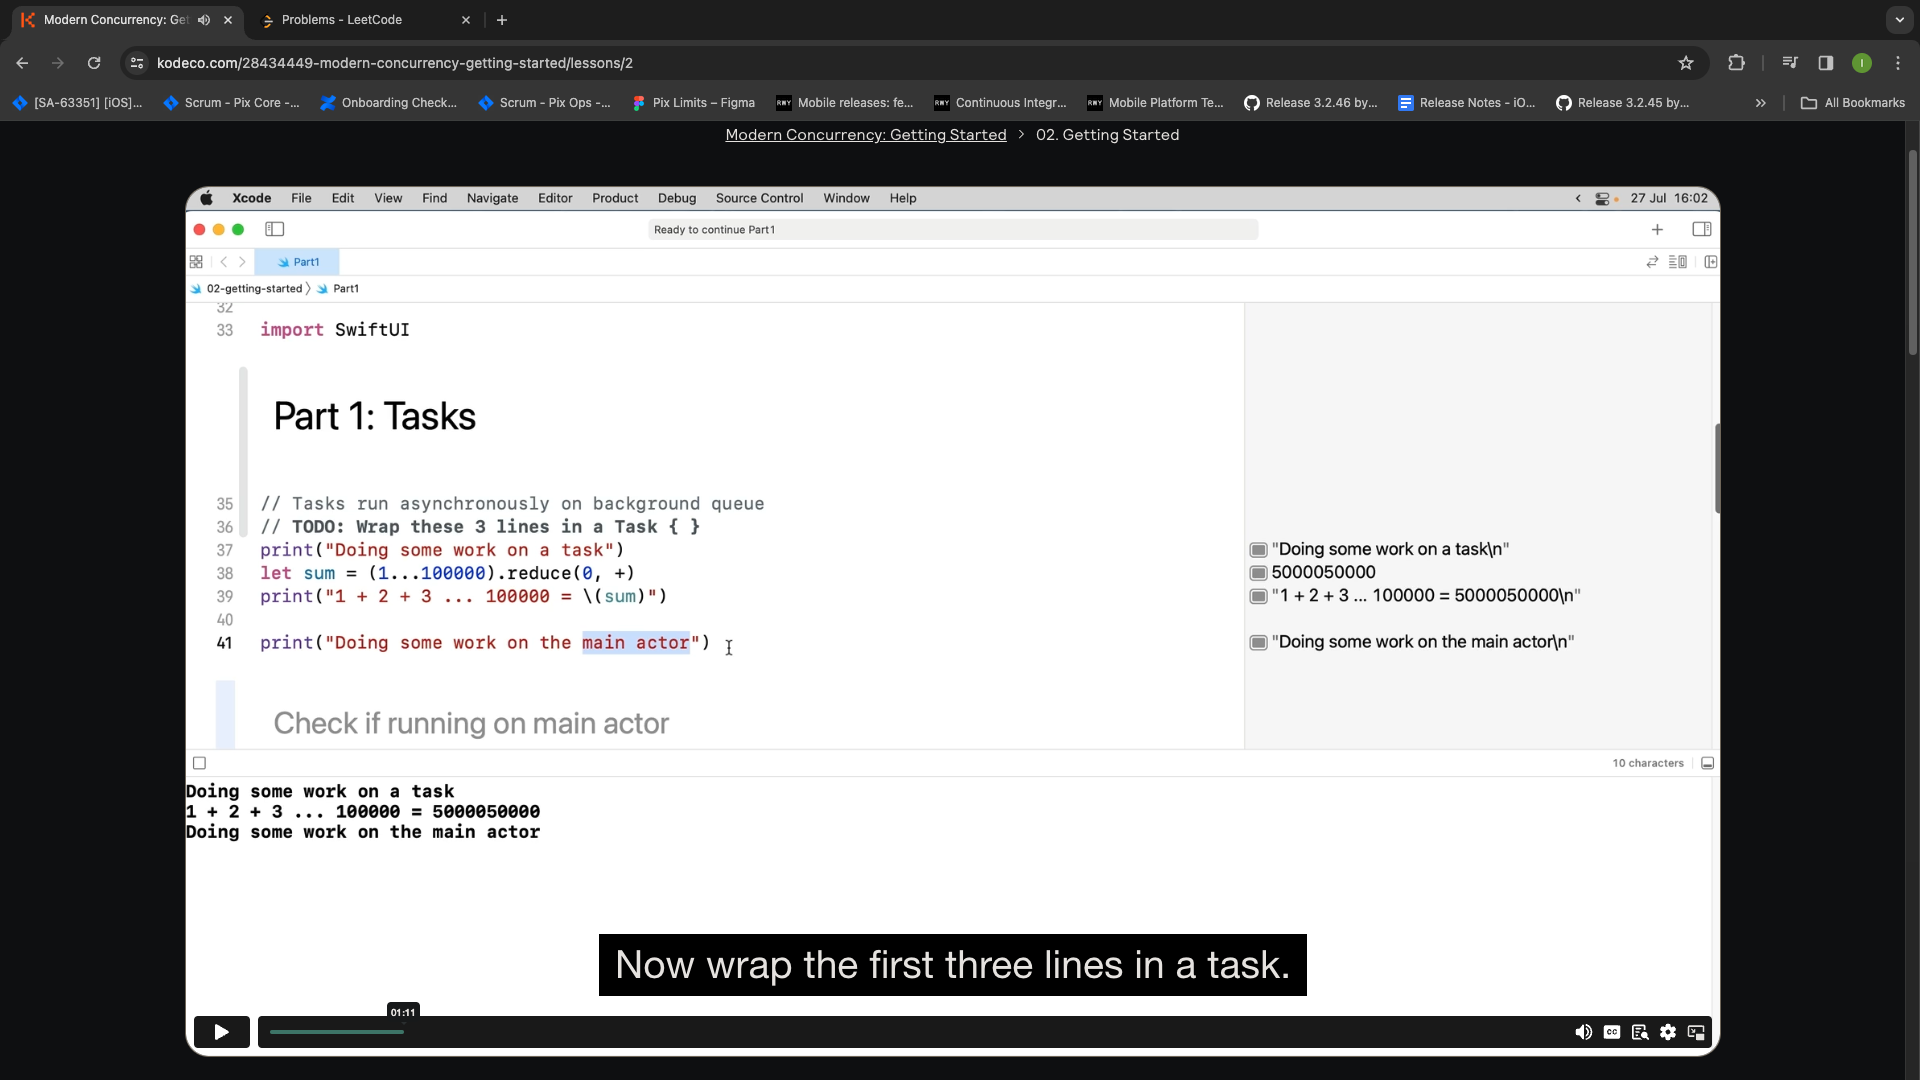 Modern Concurrency: Get
Problems - LeetCode
kodeco.com/28434449-modern-concurrency-getting-started/lessons/2
I
[SA-63351] [iOS]...
Scrum - Pix Core -...
Onboarding Check...
Scrum - Pix Ops -...
Pix Limits – Figma
Mobile releases: fe...
Continuous Integr...
Mobile Platform Te...
Release 3.2.46 by...
Release Notes - iO...
Release 3.2.45 by...
» All Bookmarks
Modern Concurrency: Getting Started > 02. Getting Started
Xcode File Edit View Find Navigate Editor Product Debug Source Control Window Help
27 Jul 16:02
Ready to continue Part1
Part1
02-getting-started > Part1
32
33 import SwiftUI
Part 1: Tasks
35 // Tasks run asynchronously on background queue
36 // TODO: Wrap these 3 lines in a Task { }
37 print("Doing some work on a task") "Doing some work on a task\n"
38 let sum = (1...100000).reduce(0, +) 5000050000
39 print("1 + 2 + 3 ... 100000 = \(sum)") "1 + 2 + 3 ... 100000 = 5000050000\n"
40
41 print("Doing some work on the main actor") "Doing some work on the main actor\n"
Check if running on main actor
10 characters
Doing some work on a task
1 + 2 + 3 ... 100000 = 5000050000
Doing some work on the main actor
Now wrap the first three lines in a task.
01:11
CC